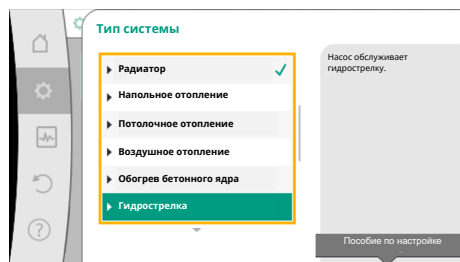 Тип системы
Радиатор
Напольное отопление
Потолочное отопление
Воздушное отопление
Обогрев бетонного ядра
Гидрострелка
Насос обслуживает
гидрострелку.
Пособие по настройке